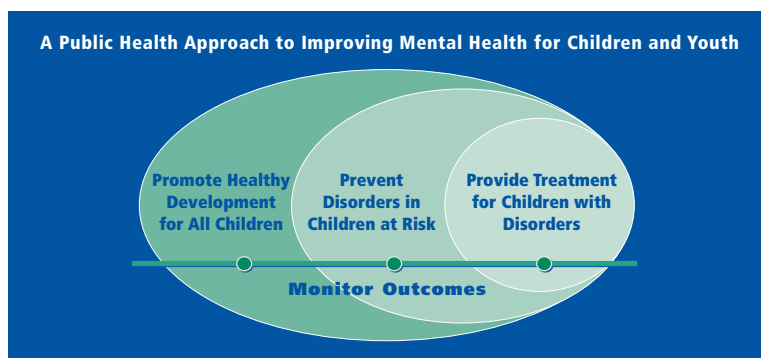 A Public Health Approach to Improving Mental Health for Children and Youth
Promote Healthy
Development
for All Children
Prevent
Disorders in
Children at Risk
Provide Treatment
for Children with
Disorders
Monitor Outcomes